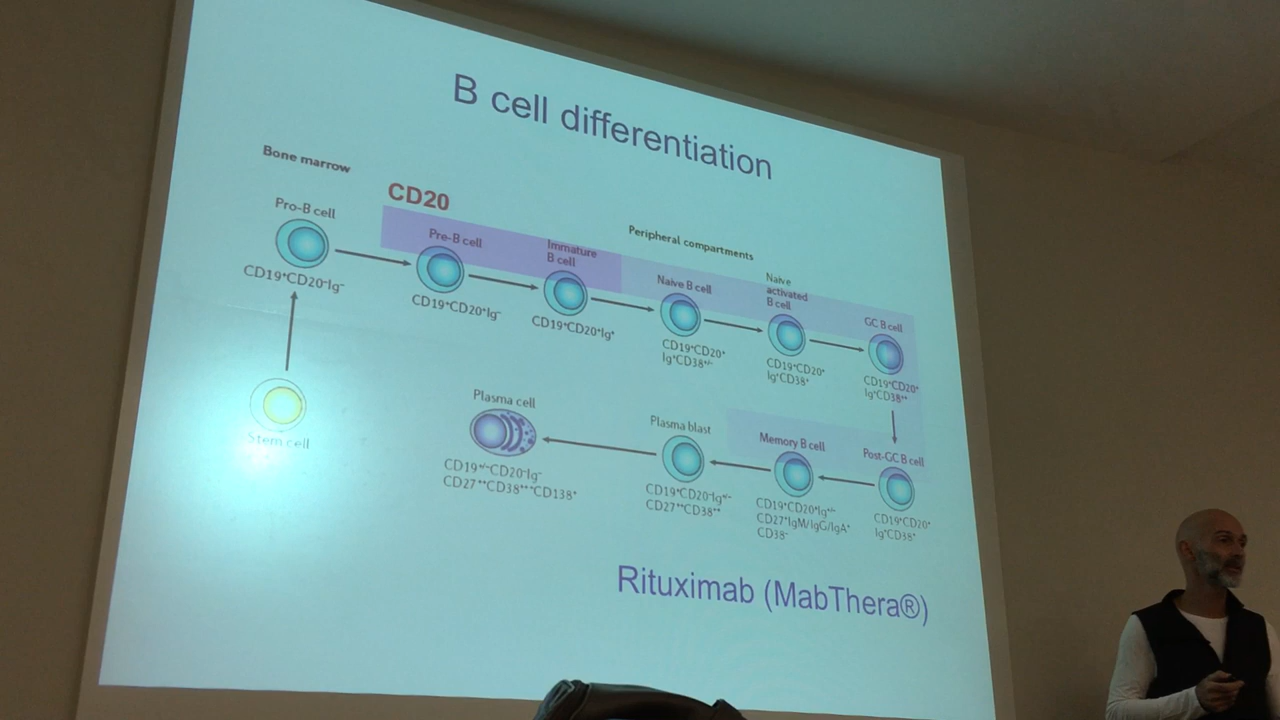 B cell differentiation
Bone marrow
CD20
Pro-B cell
CD19⁺CD20⁻Ig⁻
Pre-B cell
CD19⁺CD20⁺Ig⁻
Immature
B cell
CD19⁺CD20⁺Ig⁺
Peripheral compartments
Naive B cell
CD19⁺CD20⁺
Ig⁺CD38⁺/⁻
Naive
activated
B cell
CD19⁺CD20⁺
Ig⁺CD38⁺
GC B cell
CD19⁺CD20⁺
Ig⁺CD38⁺⁺
Stem cell
Plasma cell
CD19⁺/⁻CD20⁻Ig⁻
CD27⁺⁺CD38⁺⁺⁺CD138⁺
Plasma blast
CD19⁺CD20⁻Ig⁺/⁻
CD27⁺⁺CD38⁺⁺
Memory B cell
CD19⁺CD20⁺Ig⁺/⁻
CD27⁺IgM/IgG/IgA⁺
CD38⁻
Post-GC B cell
CD19⁺CD20⁺
Ig⁺CD38⁺
Rituximab (MabThera®)